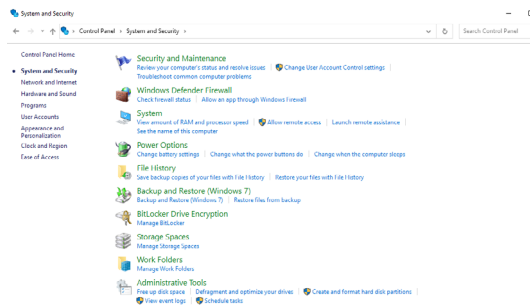 System and Security
Control Panel > System and Security >
Search Control Panel
Control Panel Home
System and Security
Network and Internet
Hardware and Sound
Programs
User Accounts
Appearance and
Personalization
Clock and Region
Ease of Access
Security and Maintenance
Review your computer's status and resolve issues | Change User Account Control settings |
Troubleshoot common computer problems
Windows Defender Firewall
Check firewall status | Allow an app through Windows Firewall
System
View amount of RAM and processor speed | Allow remote access | Launch remote assistance |
See the name of this computer
Power Options
Change battery settings | Change what the power buttons do | Change when the computer sleeps
File History
Save backup copies of your files with File History | Restore your files with File History
Backup and Restore (Windows 7)
Backup and Restore (Windows 7) | Restore files from backup
BitLocker Drive Encryption
Manage BitLocker
Storage Spaces
Manage Storage Spaces
Work Folders
Manage Work Folders
Administrative Tools
Free up disk space | Defragment and optimize your drives | Create and format hard disk partitions |
View event logs | Schedule tasks